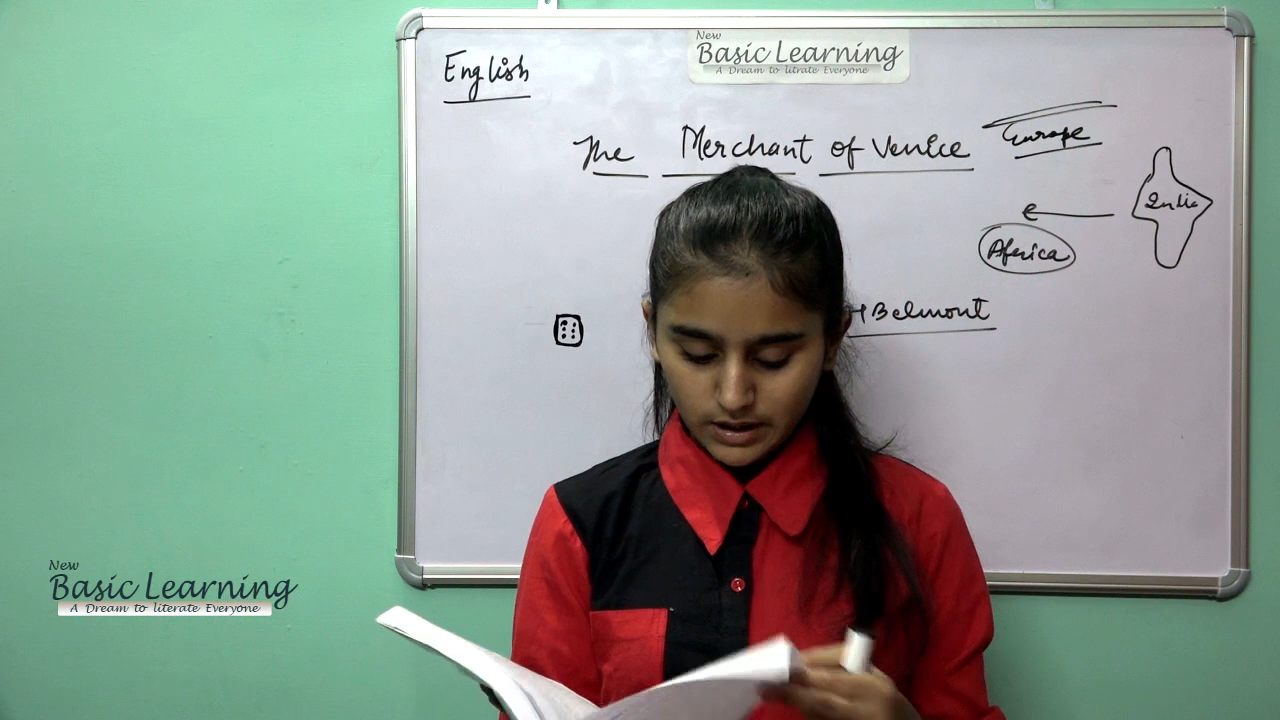 New
Basic Learning
A Dream to litrate Everyone
English
The Merchant of Venice
Europe
India
Africa
Belmont
New
Basic Learning
A Dream to literate Everyone